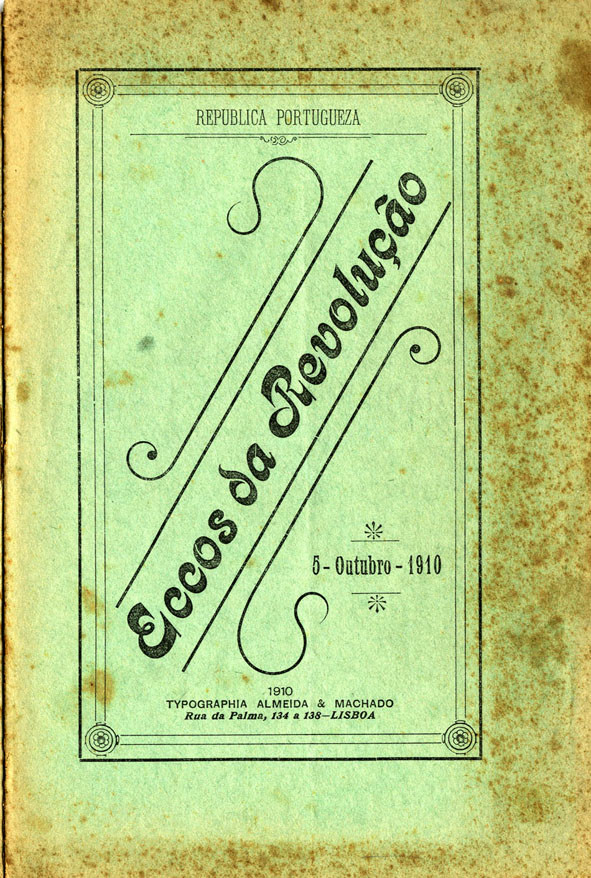 REPUBLICA PORTUGUEZA
Eccos da Revolução
5 - Outubro - 1910
1910
TYPOGRAPHIA ALMEIDA & MACHADO
Rua da Palma, 134 a 138—LISBOA